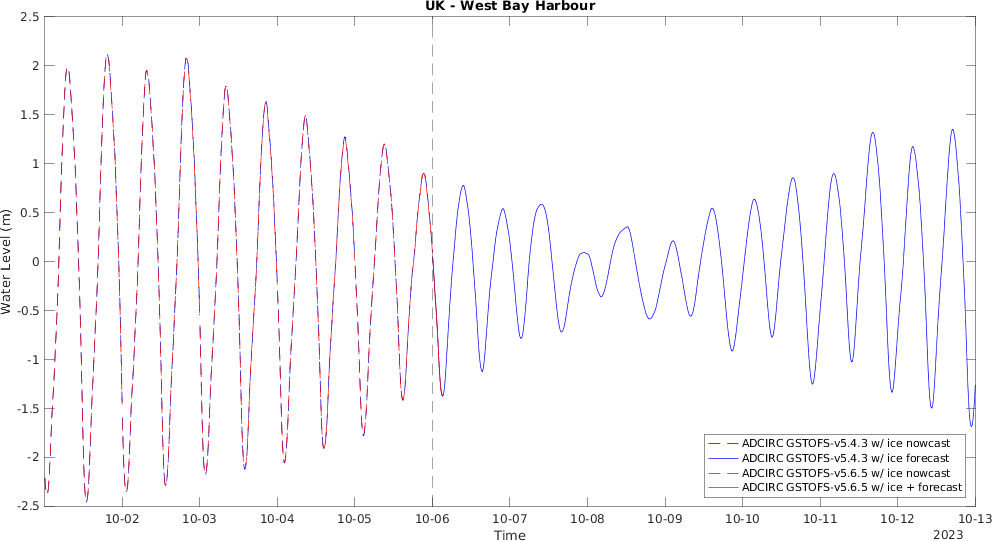 UK - West Bay Harbour
2.5
2
1.5
1
0.5
0
-0.5
-1
-1.5
-2
-2.5
Water Level (m)
ADCIRC GSTOFS-v5.4.3 w/ ice nowcast
ADCIRC GSTOFS-v5.4.3 w/ ice forecast
ADCIRC GSTOFS-v5.6.5 w/ ice nowcast
ADCIRC GSTOFS-v5.6.5 w/ ice + forecast
10-02 10-03 10-04 10-05 10-06 10-07 10-08 10-09 10-10 10-11 10-12 10-13
Time
2023